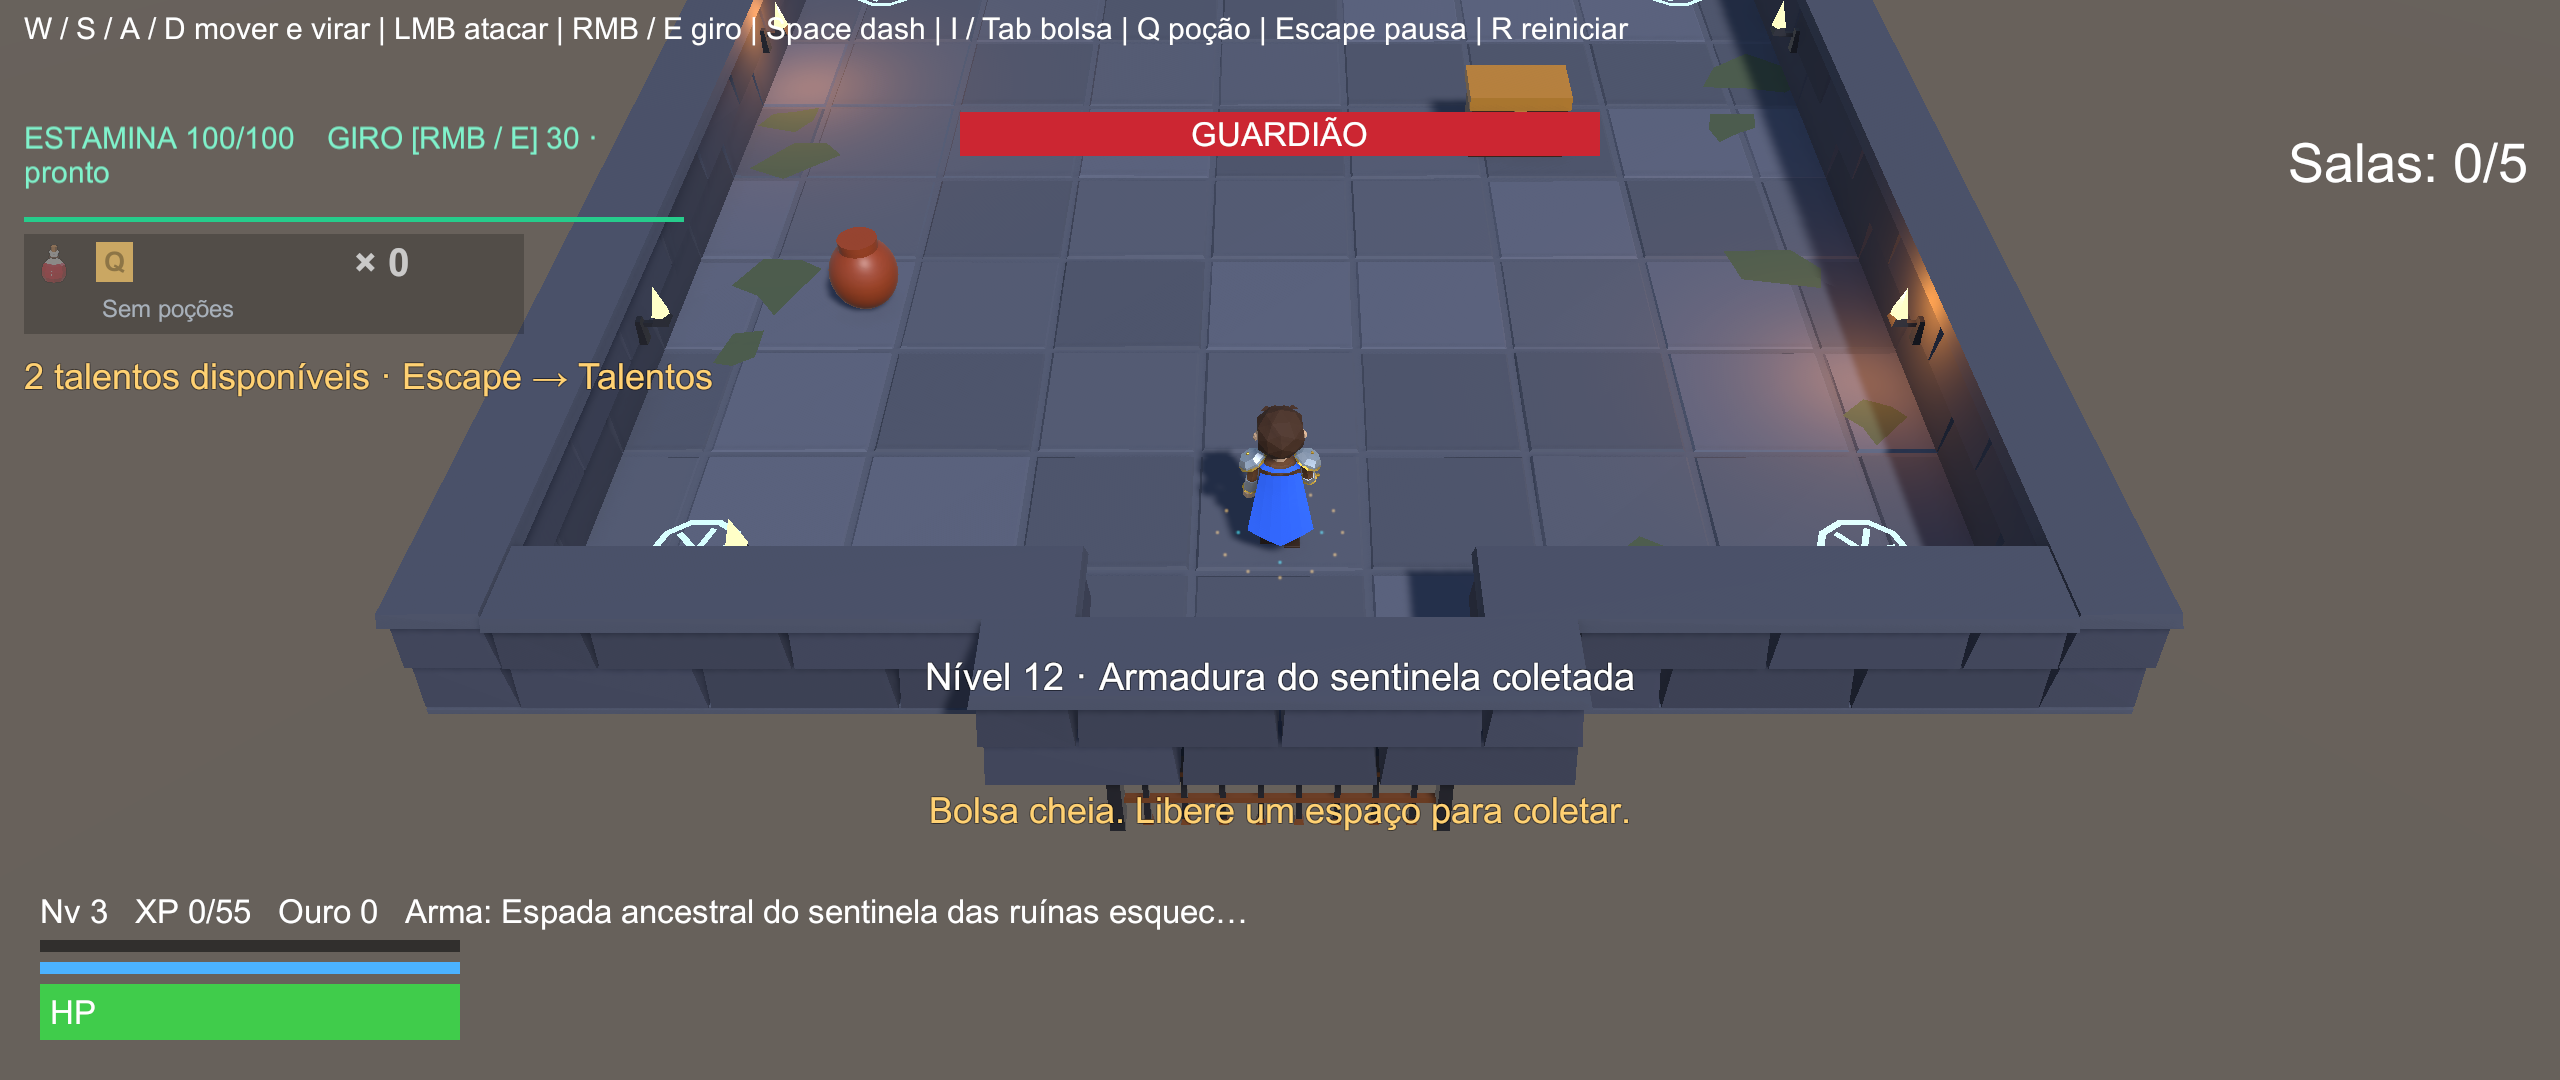 W / S / A / D mover e virar | LMB atacar | RMB / E giro | Space dash | I / Tab bolsa | Q poção | Escape pausa | R reiniciar
ESTAMINA 100/100 GIRO [RMB / E] 30 ·
pronto
GUARDIÃO
Salas: 0/5
Q × 0
Sem poções
2 talentos disponíveis · Escape → Talentos
Nível 12 · Armadura do sentinela coletada
Bolsa cheia. Libere um espaço para coletar.
Nv 3 XP 0/55 Ouro 0 Arma: Espada ancestral do sentinela das ruínas esquec…
HP